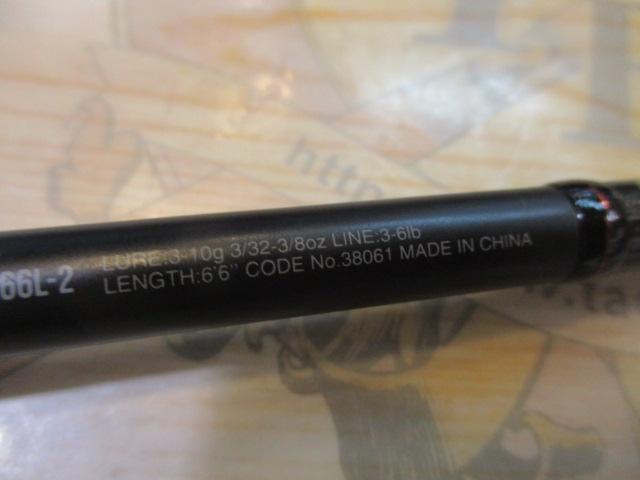 66L-2
LURE:3-10g 3/32-3/8oz LINE:3-6lb
LENGTH:6'6" CODE No.38061 MADE IN CHINA
http